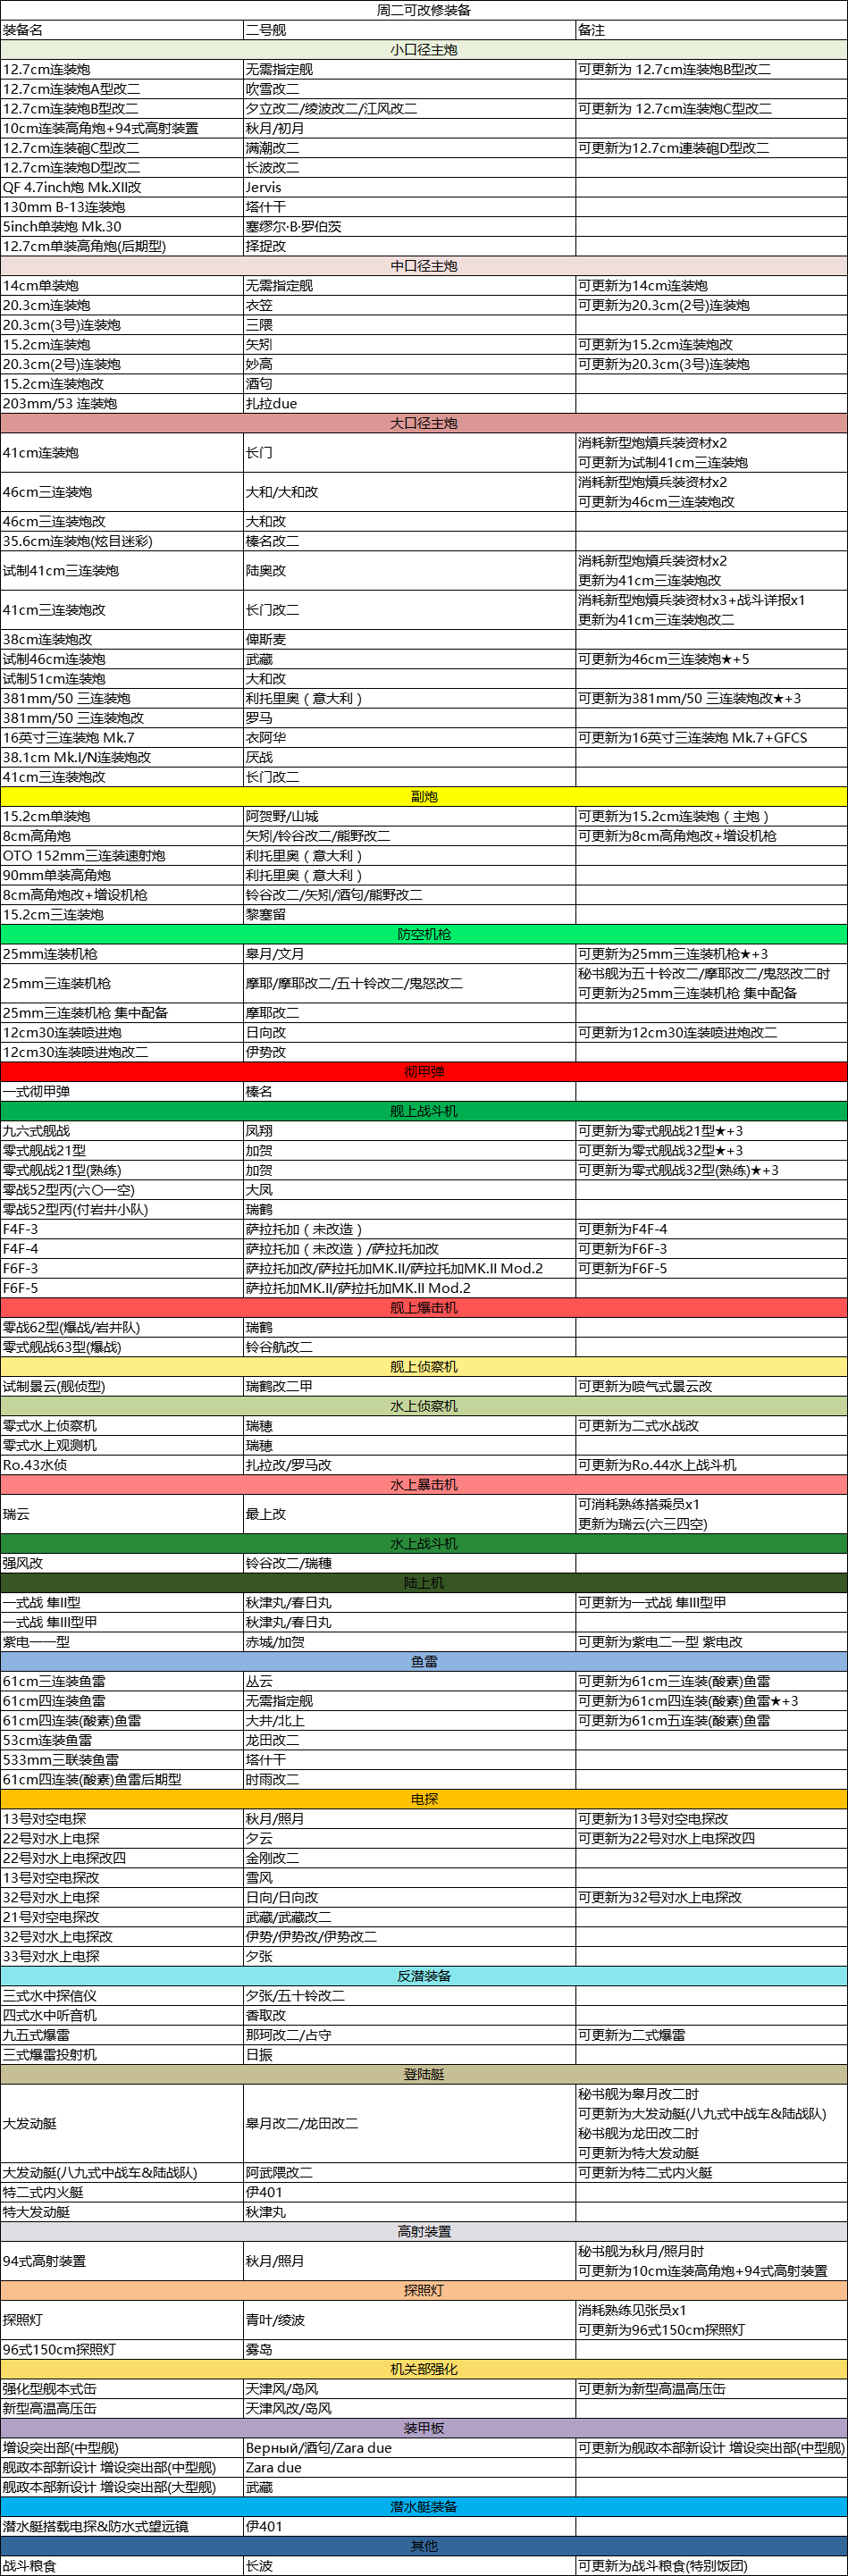 周二可改修装备
装备名 二号舰 备注
小口径主炮
12.7cm连装炮 无需指定舰 可更新为 12.7cm连装炮B型改二
12.7cm连装炮A型改二 吹雪改二
12.7cm连装炮B型改二 夕立改二/绫波改二/江风改二 可更新为 12.7cm连装炮C型改二
10cm连装高角炮+94式高射装置 秋月/初月
12.7cm连装砲C型改二 满潮改二 可更新为12.7cm連装砲D型改二
12.7cm连装炮D型改二 长波改二
QF 4.7inch炮 Mk.XII改 Jervis
130mm B-13连装炮 塔什干
5inch单装炮 Mk.30 塞缪尔·B·罗伯茨
12.7cm单装高角炮(后期型) 择捉改
中口径主炮
14cm单装炮 无需指定舰 可更新为14cm连装炮
20.3cm连装炮 衣笠 可更新为20.3cm(2号)连装炮
20.3cm(3号)连装炮 三隈
15.2cm连装炮 矢矧 可更新为15.2cm连装炮改
20.3cm(2号)连装炮 妙高 可更新为20.3cm(3号)连装炮
15.2cm连装炮改 酒匂
203mm/53 连装炮 扎拉due
大口径主炮
41cm连装炮 长门 消耗新型炮熕兵装资材x2
可更新为试制41cm三连装炮
46cm三连装炮 大和/大和改 消耗新型炮熕兵装资材x2
可更新为46cm三连装炮改
46cm三连装炮改 大和改
35.6cm连装炮(炫目迷彩) 榛名改二
试制41cm三连装炮 陆奥改 消耗新型炮熕兵装资材x2
更新为41cm三连装炮改
41cm三连装炮改 长门改二 消耗新型炮熕兵装资材x3+战斗详报x1
更新为41cm三连装炮改二
38cm连装炮改 俾斯麦
试制46cm连装炮 武藏 可更新为46cm三连装炮★+5
试制51cm连装炮 大和改
381mm/50 三连装炮 利托里奥（意大利） 可更新为381mm/50 三连装炮改★+3
381mm/50 三连装炮改 罗马
16英寸三连装炮 Mk.7 衣阿华 可更新为16英寸三连装炮 Mk.7+GFCS
38.1cm Mk.I/N连装炮改 厌战
41cm三连装炮改 长门改二
副炮
15.2cm单装炮 阿贺野/山城 可更新为15.2cm连装炮（主炮）
8cm高角炮 矢矧/铃谷改二/熊野改二 可更新为8cm高角炮改+增设机枪
OTO 152mm三连装速射炮 利托里奥（意大利）
90mm单装高角炮 利托里奥（意大利）
8cm高角炮改+增设机枪 铃谷改二/矢矧/酒匂/熊野改二
15.2cm三连装炮 黎塞留
防空机枪
25mm连装机枪 皋月/文月 可更新为25mm三连装机枪★+3
25mm三连装机枪 摩耶/摩耶改二/五十铃改二/鬼怒改二 秘书舰为五十铃改二/摩耶改二/鬼怒改二时
可更新为25mm三连装机枪 集中配备
25mm三连装机枪 集中配备 摩耶改二
12cm30连装喷进炮 日向改 可更新为12cm30连装喷进炮改二
12cm30连装喷进炮改二 伊势改
彻甲弹
一式彻甲弹 榛名
舰上战斗机
九六式舰战 凤翔 可更新为零式舰战21型★+3
零式舰战21型 加贺 可更新为零式舰战32型★+3
零式舰战21型(熟练) 加贺 可更新为零式舰战32型(熟练)★+3
零战52型丙(六〇一空) 大凤
零战52型丙(付岩井小队) 瑞鹤
F4F-3 萨拉托加（未改造） 可更新为F4F-4
F4F-4 萨拉托加（未改造）/萨拉托加改 可更新为F6F-3
F6F-3 萨拉托加改/萨拉托加MK.II/萨拉托加MK.II Mod.2 可更新为F6F-5
F6F-5 萨拉托加MK.II/萨拉托加MK.II Mod.2
舰上爆击机
零战62型(爆战/岩井队) 瑞鹤
零式舰战63型(爆战) 铃谷航改二
舰上侦察机
试制景云(舰侦型) 瑞鹤改二甲 可更新为喷气式景云改
水上侦察机
零式水上侦察机 瑞穂 可更新为二式水战改
零式水上观测机 瑞穂
Ro.43水侦 扎拉改/罗马改 可更新为Ro.44水上战斗机
水上暴击机
瑞云 最上改 可消耗熟练搭乘员x1
更新为瑞云(六三四空)
水上战斗机
强风改 铃谷改二/瑞穗
陆上机
一式战 隼II型 秋津丸/春日丸 可更新为一式战 隼III型甲
一式战 隼III型甲 秋津丸/春日丸
紫电一一型 赤城/加贺 可更新为紫电二一型 紫电改
鱼雷
61cm三连装鱼雷 丛云 可更新为61cm三连装(酸素)鱼雷
61cm四连装鱼雷 无需指定舰 可更新为61cm四连装(酸素)鱼雷★+3
61cm四连装(酸素)鱼雷 大井/北上 可更新为61cm五连装(酸素)鱼雷
53cm连装鱼雷 龙田改二
533mm三联装鱼雷 塔什干
61cm四连装(酸素)鱼雷后期型 时雨改二
电探
13号对空电探 秋月/照月 可更新为13号对空电探改
22号对水上电探 夕云 可更新为22号对水上电探改四
22号对水上电探改四 金刚改二
13号对空电探改 雪风
32号对水上电探 日向/日向改 可更新为32号对水上电探改
21号对空电探改 武藏/武藏改二
32号对水上电探改 伊势/伊势改/伊势改二
33号对水上电探 夕张
反潜装备
三式水中探信仪 夕张/五十铃改二
四式水中听音机 香取改
九五式爆雷 那珂改二/占守 可更新为二式爆雷
三式爆雷投射机 日振
登陆艇
大发动艇 皋月改二/龙田改二 秘书舰为皋月改二时
可更新为大发动艇(八九式中战车&陆战队)
秘书舰为龙田改二时
可更新为特大发动艇
大发动艇(八九式中战车&陆战队) 阿武隈改二 可更新为特二式内火艇
特二式内火艇 伊401
特大发动艇 秋津丸
高射装置
94式高射装置 秋月/照月 秘书舰为秋月/照月时
可更新为10cm连装高角炮+94式高射装置
探照灯
探照灯 青叶/绫波 消耗熟练见张员x1
可更新为96式150cm探照灯
96式150cm探照灯 雾岛
机关部强化
强化型舰本式缶 天津风/岛风 可更新为新型高温高压缶
新型高温高压缶 天津风改/岛风
装甲板
增设突出部(中型舰) Верный/酒匂/Zara due 可更新为舰政本部新设计 增设突出部(中型舰)
舰政本部新设计 增设突出部(中型舰) Zara due
舰政本部新设计 增设突出部(大型舰) 武藏
潜水艇装备
潜水艇搭载电探&防水式望远镜 伊401
其他
战斗粮食 长波 可更新为战斗粮食(特别饭团)